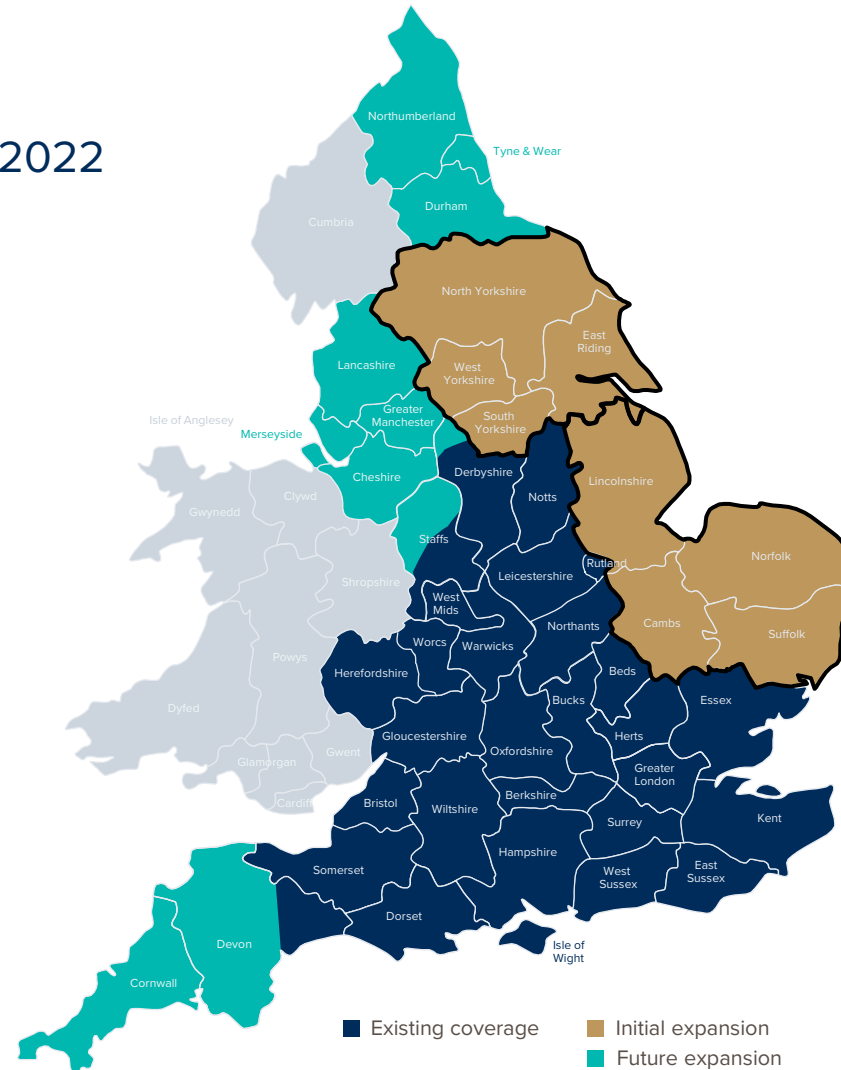 2022
Northumberland
Tyne & Wear
Durham
Cumbria
North Yorkshire
East
Riding
Lancashire
West
Yorkshire
Greater
Manchester
South
Yorkshire
Isle of Anglesey
Merseyside
Cheshire
Derbyshire
Lincolnshire
Notts
Clywd
Gwynedd
Staffs
Norfolk
Rutland
Leicestershire
Shropshire
West
Mids
Cambs
Suffolk
Northants
Worcs
Warwicks
Powys
Herefordshire
Beds
Bucks
Essex
Dyfed
Gloucestershire
Herts
Oxfordshire
Gwent
Glamorgan
Greater
London
Berkshire
Cardiff
Bristol
Wiltshire
Surrey
Kent
Hampshire
Somerset
West
Sussex
East
Sussex
Dorset
Devon
Isle of
Wight
Cornwall
Existing coverage
Initial expansion
Future expansion